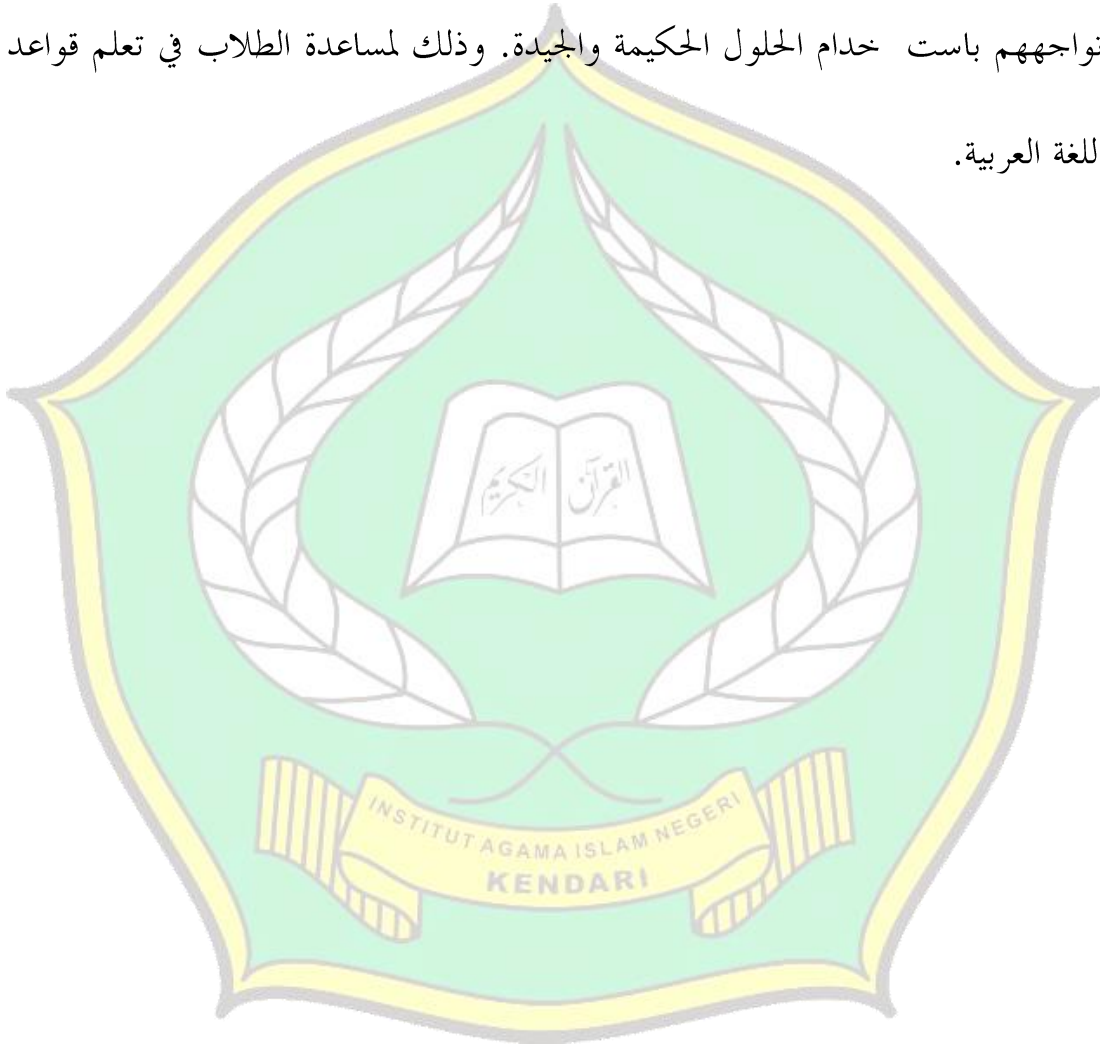 تواجههم باست خدام الحلول الحكيمة والجيدة. وذلك لمساعدة الطلاب في تعلم قواعد
للغة العربية.
القرآن الكريم
INSTITUT AGAMA ISLAM NEGERI
KENDARI